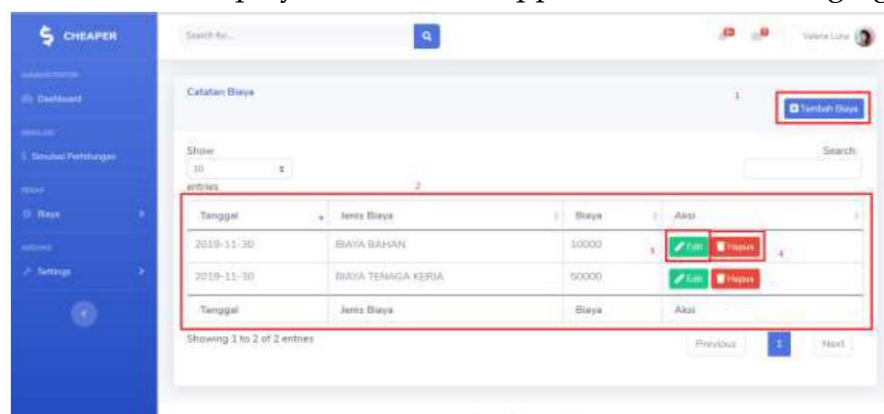 CHEAPER
Search for...
Valerie Luna
Dashboard
Catatan Biaya
1
Tambah Biaya
Simulasi Perhitungan
Show
10
entries
Search:
2
Biaya
Tanggal Jenis Biaya Biaya Aksi
2019-11-30 BIAYA BAHAN 10000 Edit Hapus
3
4
2019-11-30 BIAYA TENAGA KERJA 50000 Edit Hapus
Settings
Tanggal Jenis Biaya Biaya Aksi
Showing 1 to 2 of 2 entries
Previous 1 Next